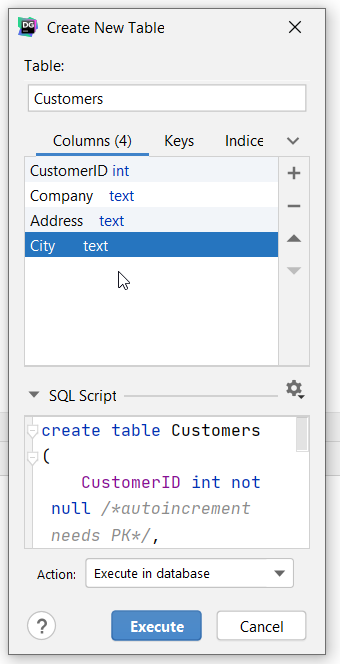 DG
Create New Table
Table:
Customers
Columns (4) Keys Indice
CustomerID int
Company text
Address text
City text
SQL Script
create table Customers
(
CustomerID int not
null /*autoincrement
needs PK*/,
Action: Execute in database
? Execute Cancel